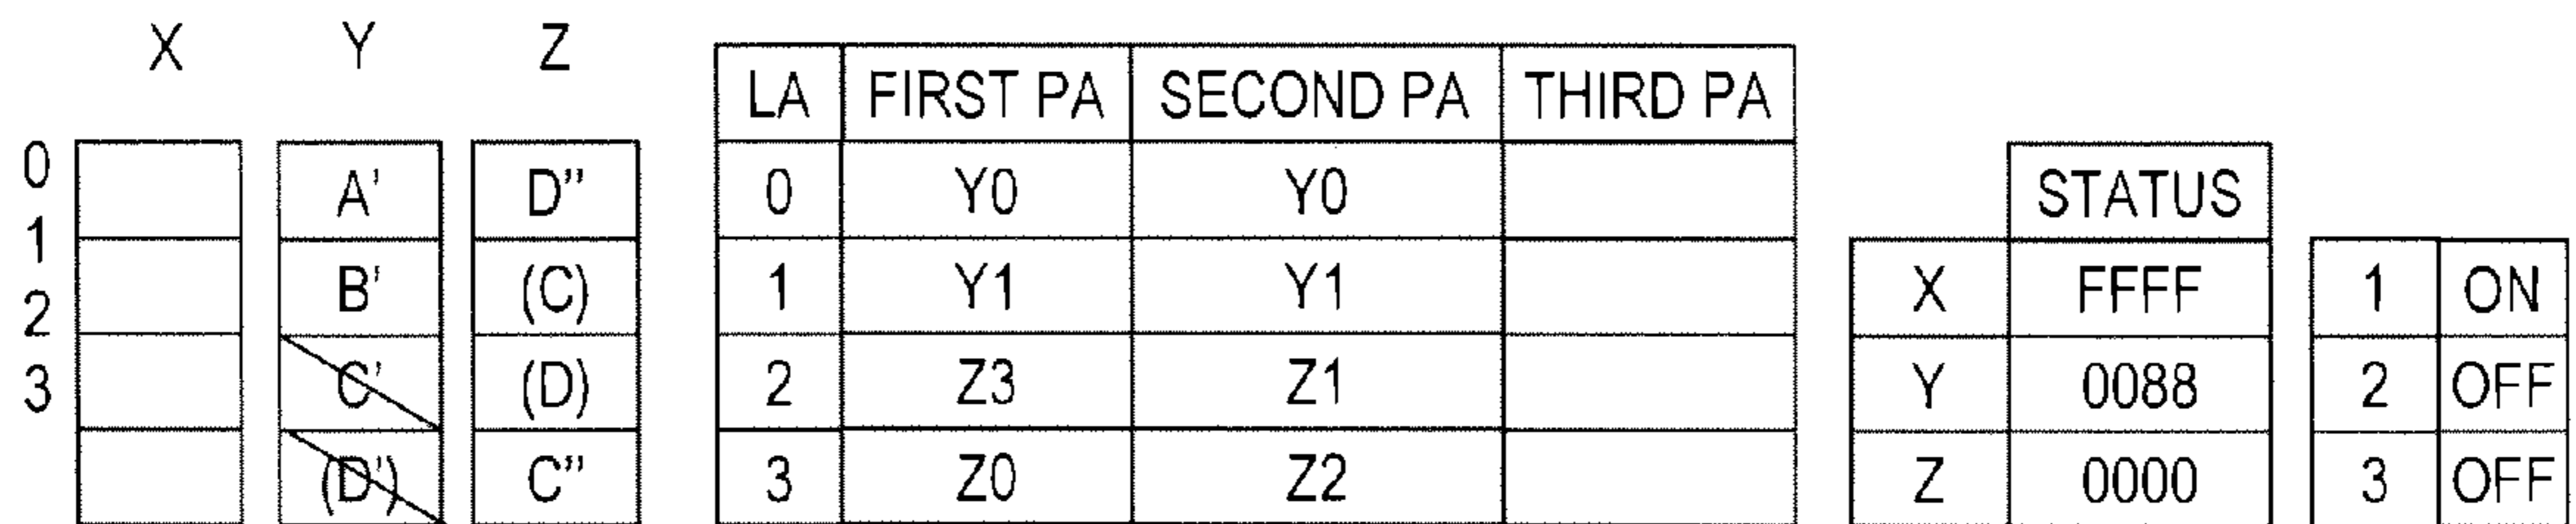 X Y Z
LA FIRST PA SECOND PA THIRD PA
0 A' D" 0 Y0 Y0 STATUS
1 B' (C) 1 Y1 Y1 X FFFF 1 ON
2 C' (D) 2 Z3 Z1 Y 0088 2 OFF
3 (D') C" 3 Z0 Z2 Z 0000 3 OFF